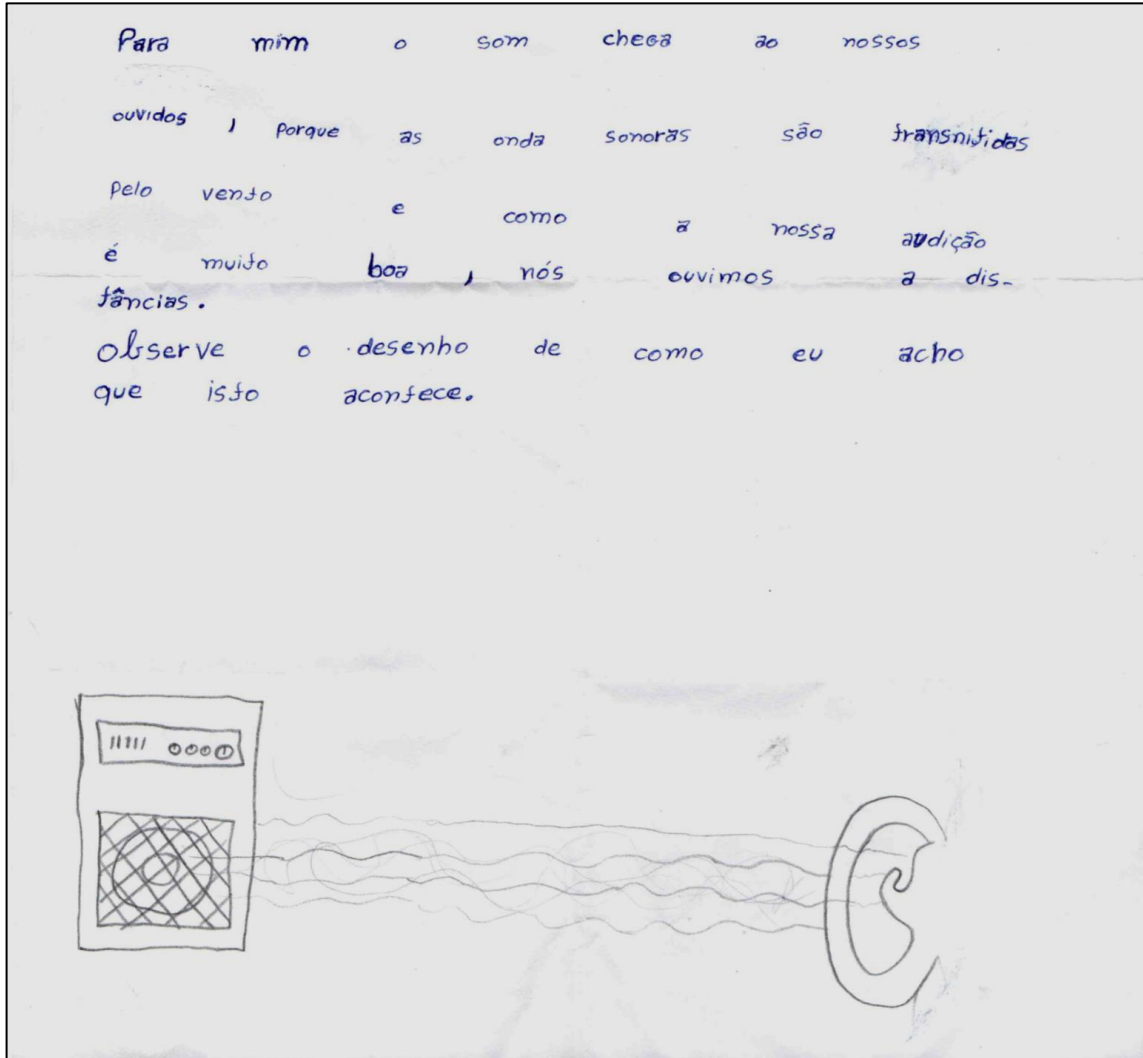 Para mim o som chega ao nossos
ouvidos, porque as onda sonoras são transnitidas
pelo vento e como a nossa audição
é muito boa, nós ouvimos a dis-
tâncias.
Observe o desenho de como eu acho
que isto acontece.